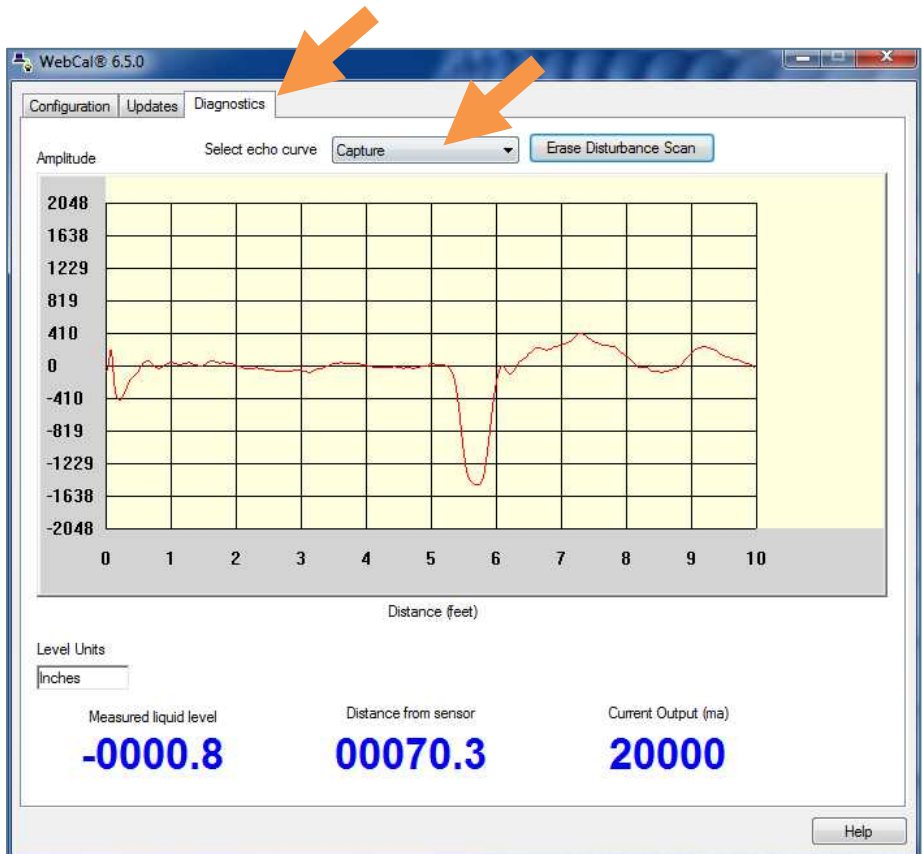 WebCal® 6.5.0
Configuration Updates Diagnostics
Select echo curve Capture Erase Disturbance Scan
Amplitude
2048
1638
1229
819
410
0
-410
-819
-1229
-1638
-2048
0 1 2 3 4 5 6 7 8 9 10
Distance (feet)
Level Units
Inches
Measured liquid level Distance from sensor Current Output (ma)
-0000.8 00070.3 20000
Help